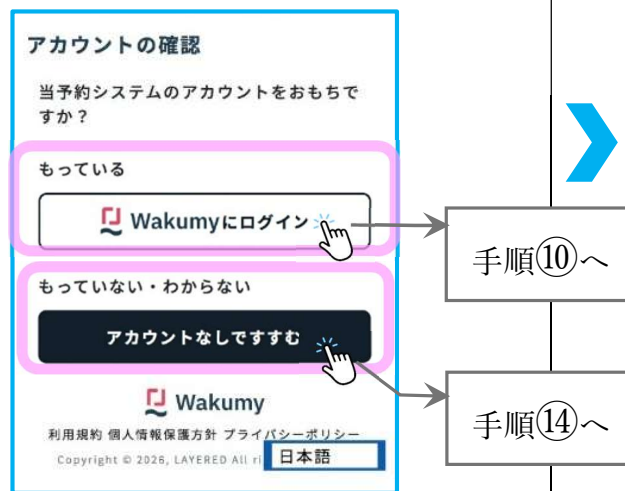 アカウントの確認
当予約システムのアカウントをおもちで
すか？
もっている
Wakumyにログイン
手順⑩へ
もっていない・わからない
アカウントなしですすむ
Wakumy
手順⑭へ
利用規約 個人情報保護方針 プライバシーポリシー
Copyright © 2026, LAYERED All ri
日本語